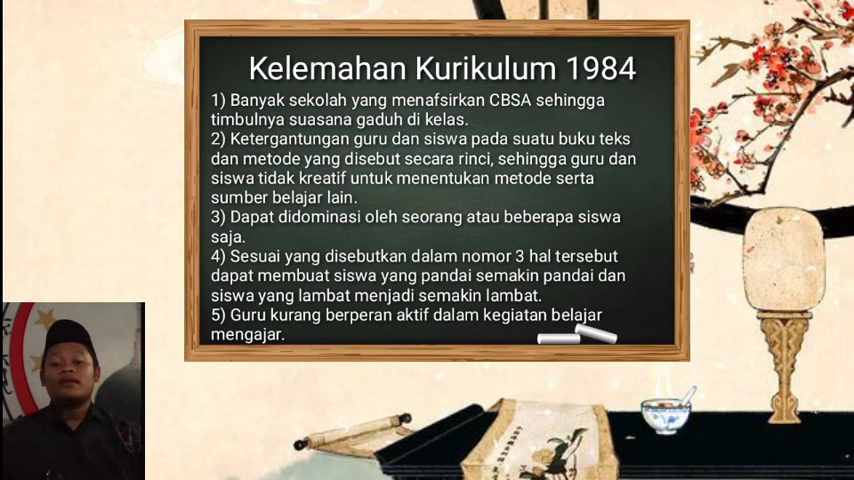 Kelemahan Kurikulum 1984
1) Banyak sekolah yang menafsirkan CBSA sehingga
timbulnya suasana gaduh di kelas.
2) Ketergantungan guru dan siswa pada suatu buku teks
dan metode yang disebut secara rinci, sehingga guru dan
siswa tidak kreatif untuk menentukan metode serta
sumber belajar lain.
3) Dapat didominasi oleh seorang atau beberapa siswa
saja.
4) Sesuai yang disebutkan dalam nomor 3 hal tersebut
dapat membuat siswa yang pandai semakin pandai dan
siswa yang lambat menjadi semakin lambat.
5) Guru kurang berperan aktif dalam kegiatan belajar
mengajar.